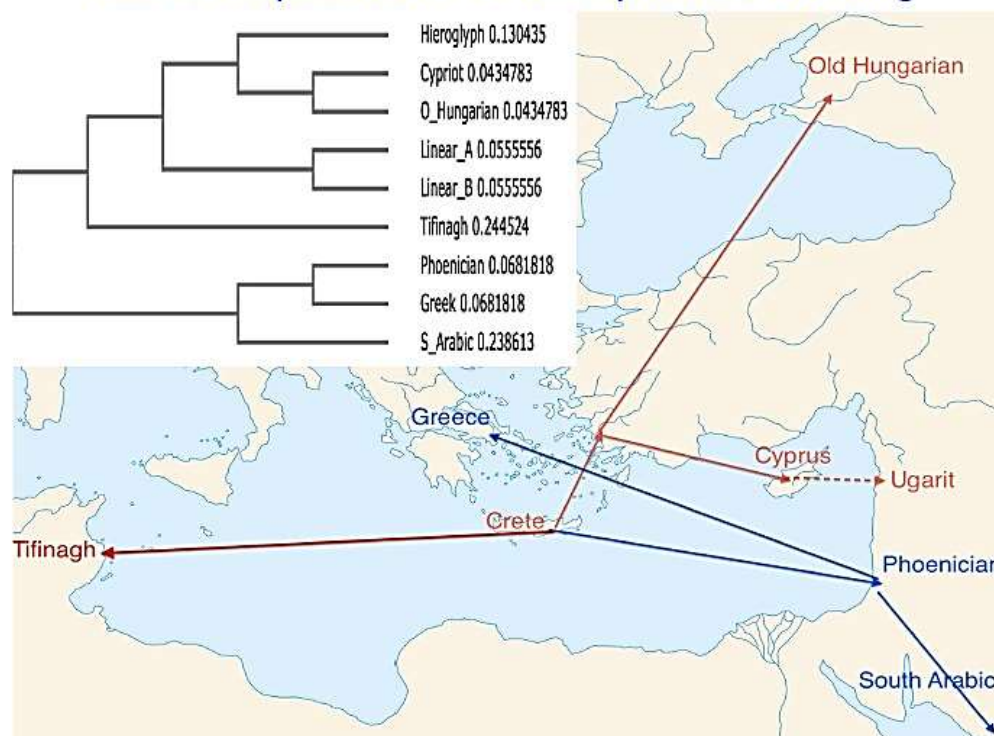 Hieroglyph 0.130435
Cypriot 0.0434783
O_Hungarian 0.0434783
Linear_A 0.0555556
Linear_B 0.0555556
Tifinagh 0.244524
Phoenician 0.0681818
Greek 0.0681818
S_Arabic 0.238613
Old Hungarian
Greece
Cyprus
Ugarit
Crete
Tifinagh
Phoenician
South Arabic